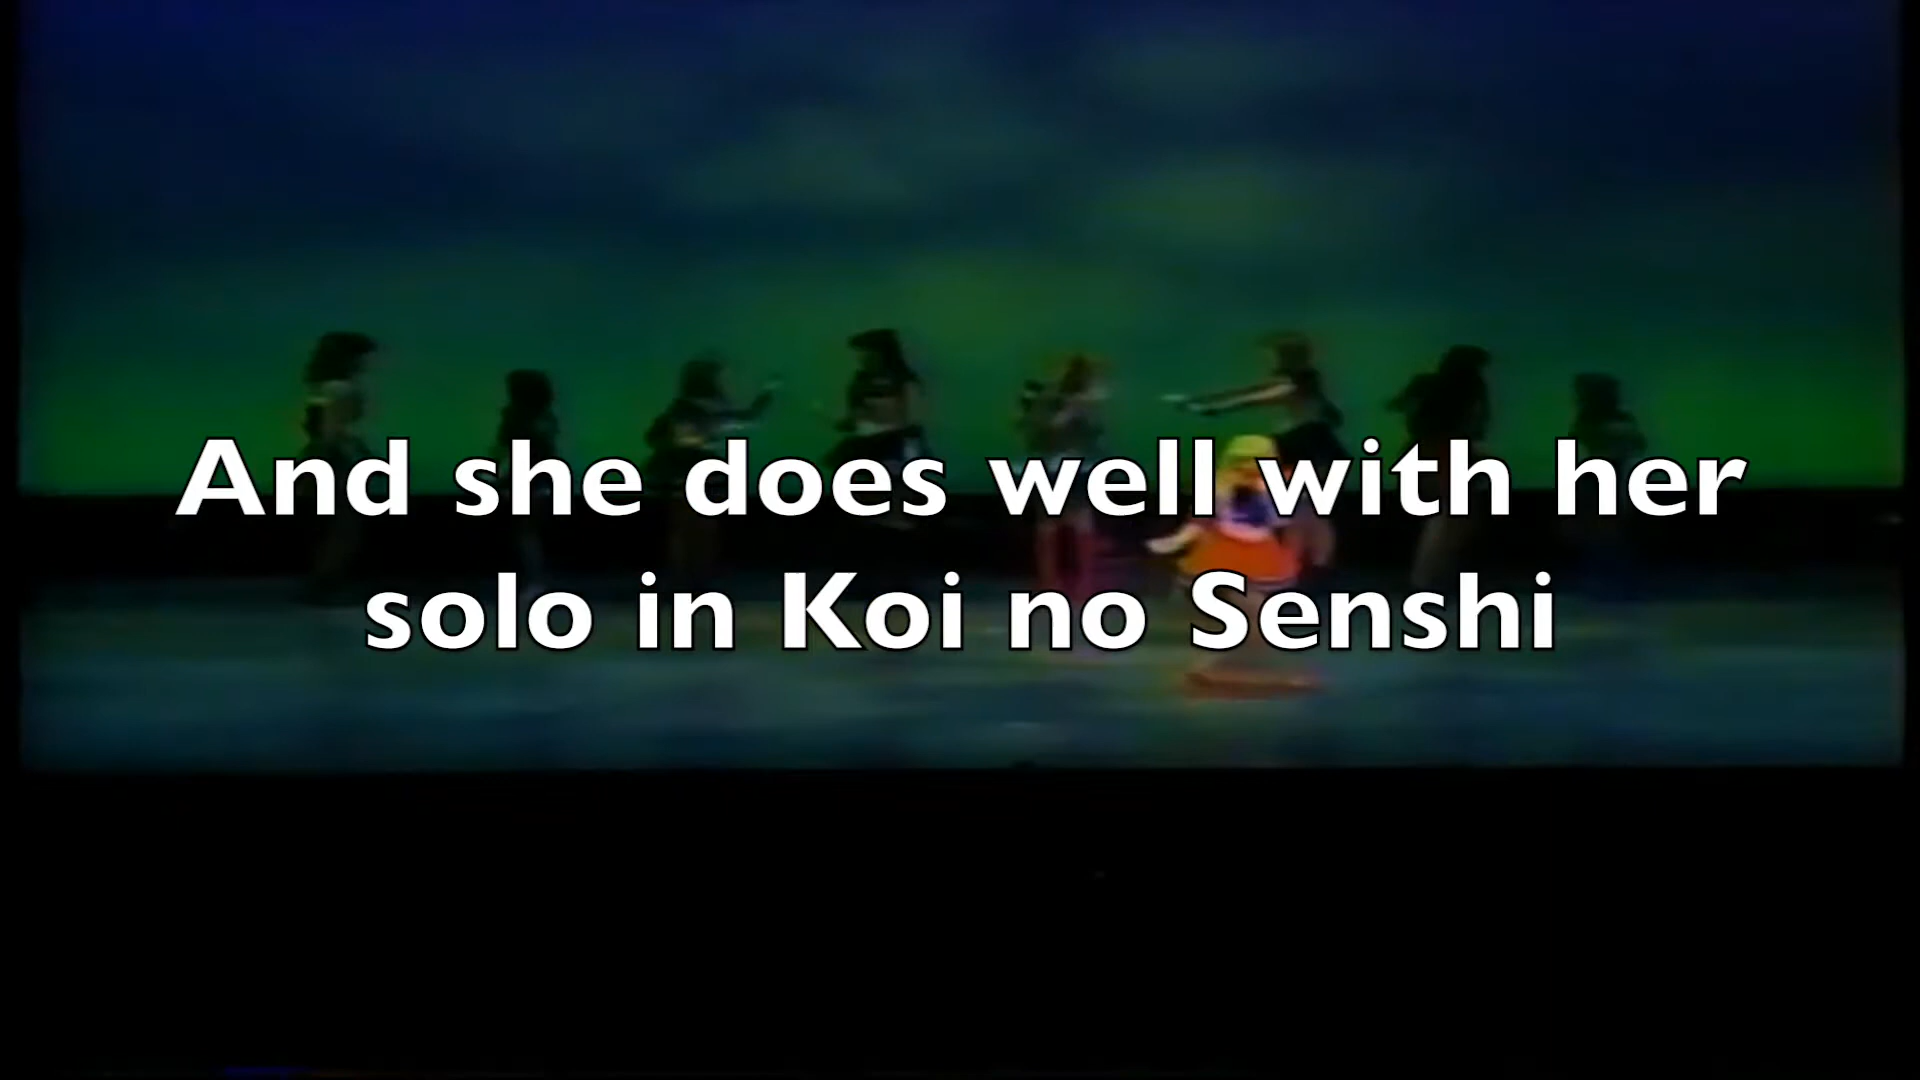 And she does well with her
solo in Koi no Senshi